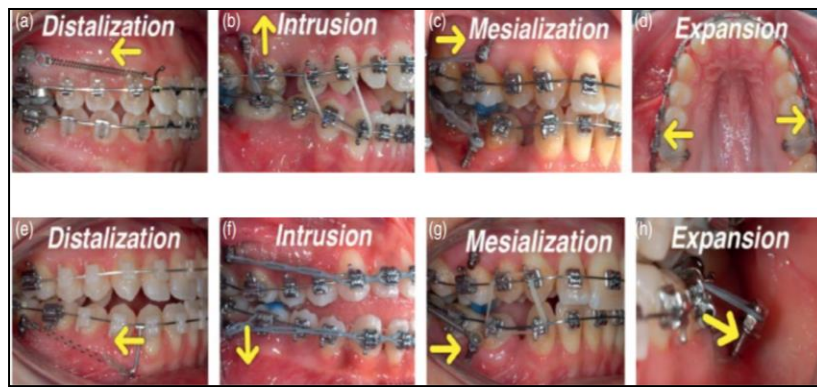 (a) Distalization
(b) Intrusion
(c) Mesialization
(d) Expansion
(e) Distalization
(f) Intrusion
(g) Mesialization
(h) Expansion